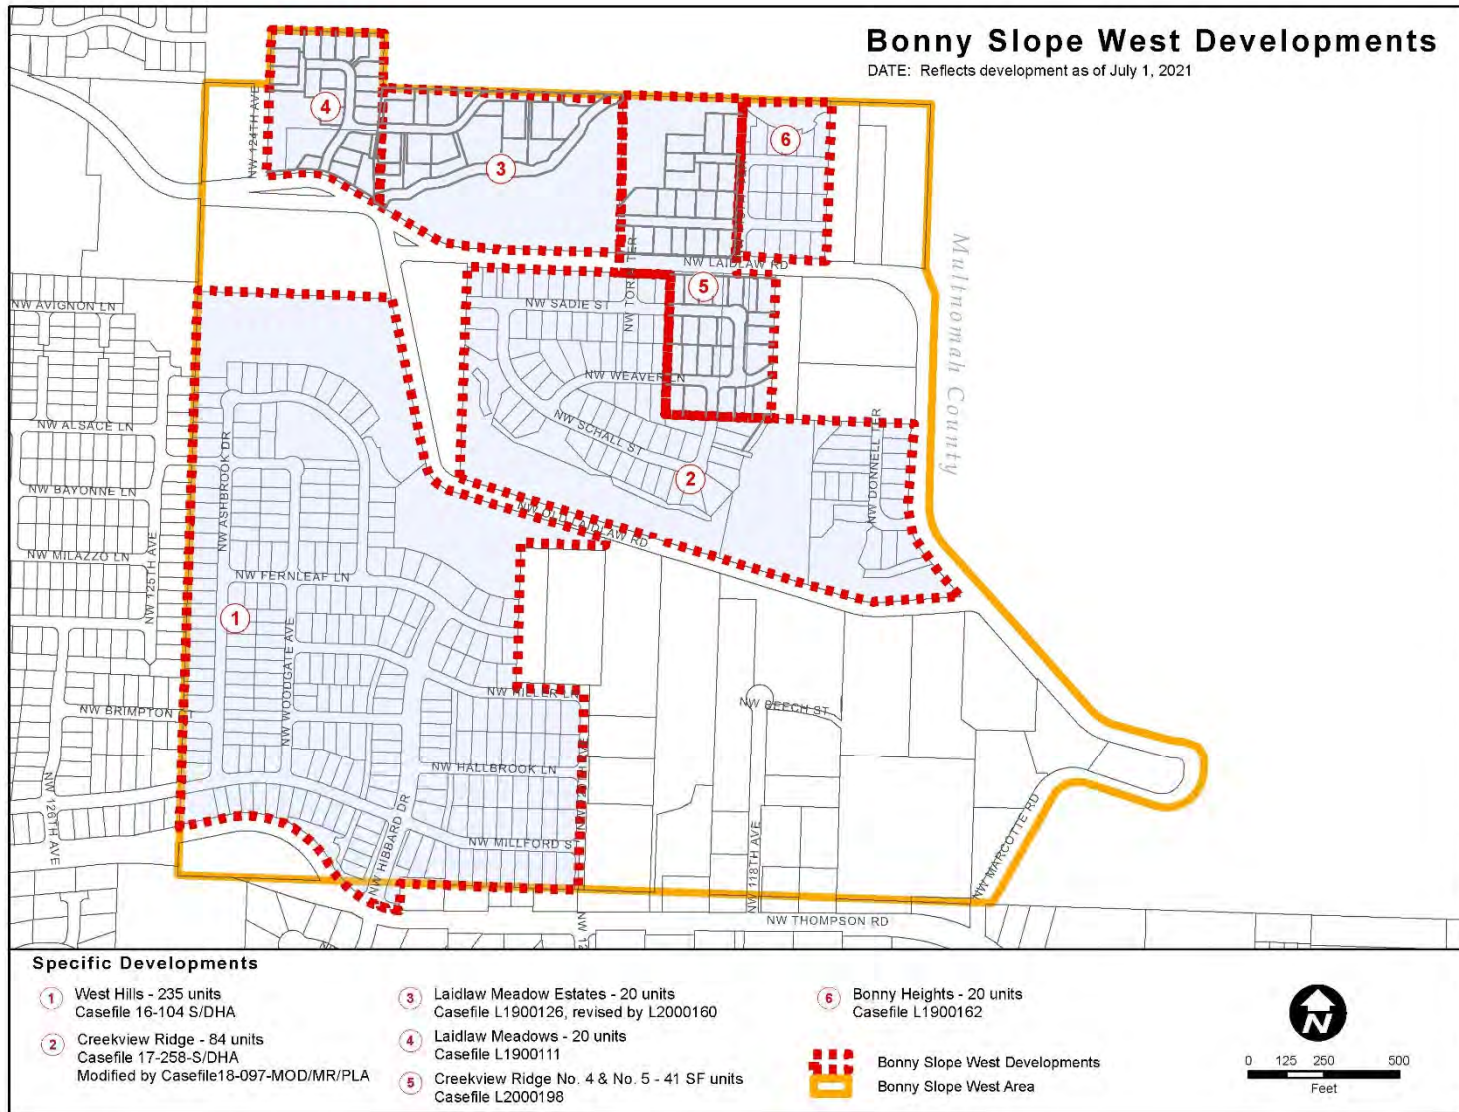 Bonny Slope West Developments
DATE: Reflects development as of July 1, 2021
NW 124TH AVE
4
3
6
NW LAIDLAW RD
5
NW SADIE ST
NW WEAVER LN
NW SCHALL ST
2
NW OLD LAIDLAW RD
NW DONNELL TER
Multnomah County
NW AVIGNON LN
NW ALSACE LN
NW BAYONNE LN
NW MILAZZO LN
NW 125TH AVE
NW ASHBROOK DR
NW FERNLEAF LN
1
NW WOODGATE AVE
NW BRIMPTON CT
NW HILLER LN
NW HALLBROOK LN
NW HIBBARD DR
NW MILLFORD ST
NW 126TH AVE
NW BEECH ST
NW 118TH AVE
NW MARCOTTE RD
NW THOMPSON RD
Specific Developments
1 West Hills - 235 units
Casefile 16-104 S/DHA
2 Creekview Ridge - 84 units
Casefile 17-258-S/DHA
Modified by Casefile18-097-MOD/MR/PLA
3 Laidlaw Meadow Estates - 20 units
Casefile L1900126, revised by L2000160
4 Laidlaw Meadows - 20 units
Casefile L1900111
5 Creekview Ridge No. 4 & No. 5 - 41 SF units
Casefile L2000198
6 Bonny Heights - 20 units
Casefile L1900162
Bonny Slope West Developments
Bonny Slope West Area
N
0 125 250 500
Feet